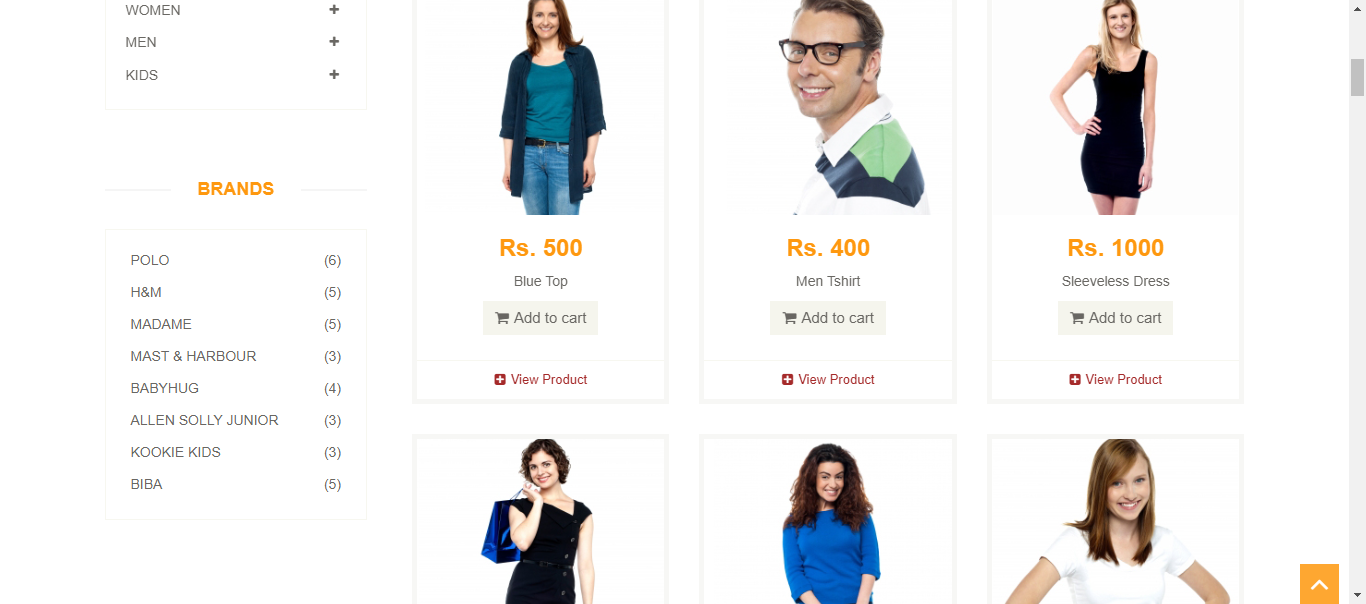 WOMEN
MEN
KIDS
BRANDS
POLO (6)
H&M (5)
MADAME (5)
MAST & HARBOUR (3)
BABYHUG (4)
ALLEN SOLLY JUNIOR (3)
KOOKIE KIDS (3)
BIBA (5)
Rs. 500
Blue Top
Add to cart
View Product
Rs. 400
Men Tshirt
Add to cart
View Product
Rs. 1000
Sleeveless Dress
Add to cart
View Product